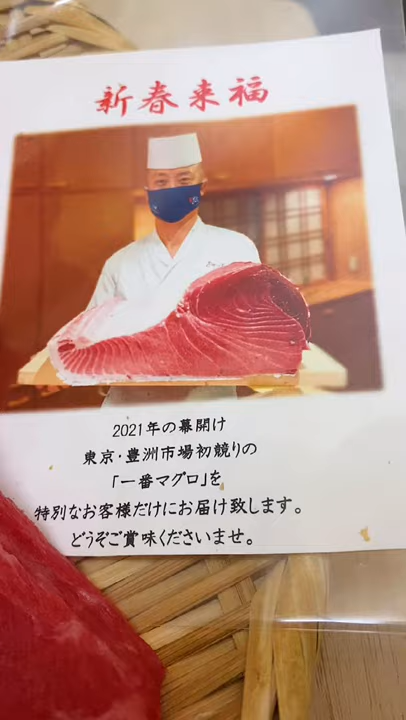 新春来福
2021年の幕開け
東京・豊洲市場初競りの
「一番マグロ」を
特別なお客様だけにお届け致します。
どうぞご賞味くださいませ。